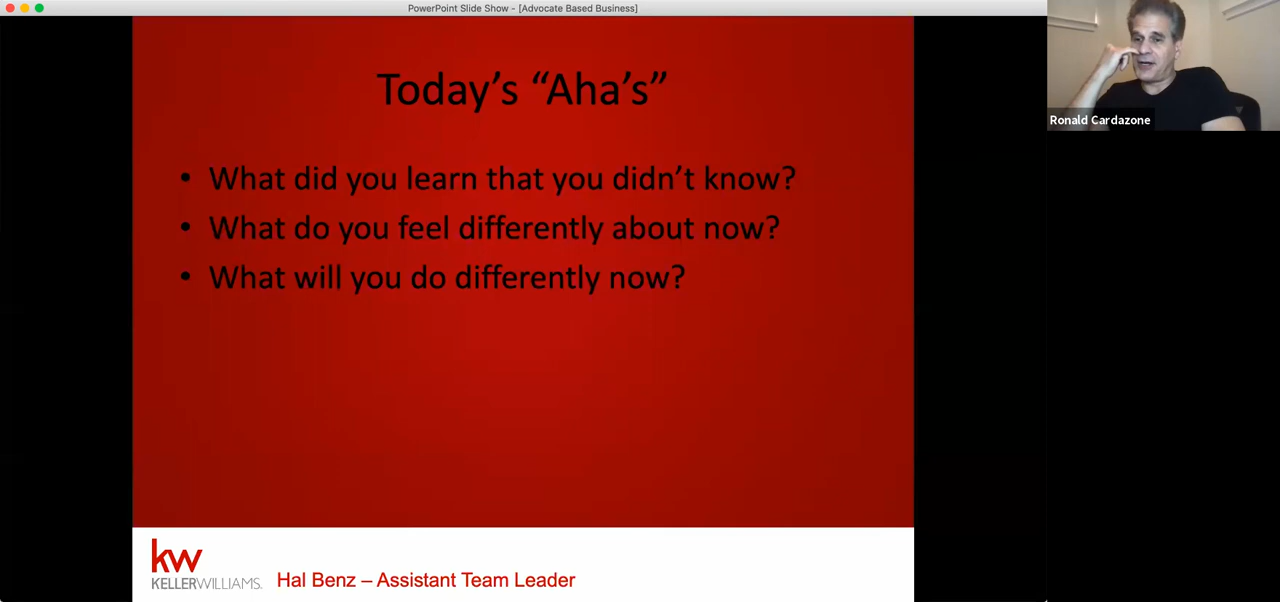 PowerPoint Slide Show - [Advocate Based Business]
Today's “Aha's”
• What did you learn that you didn't know?
• What do you feel differently about now?
• What will you do differently now?
kw
KELLERWILLIAMS.
Hal Benz – Assistant Team Leader
Ronald Cardazone